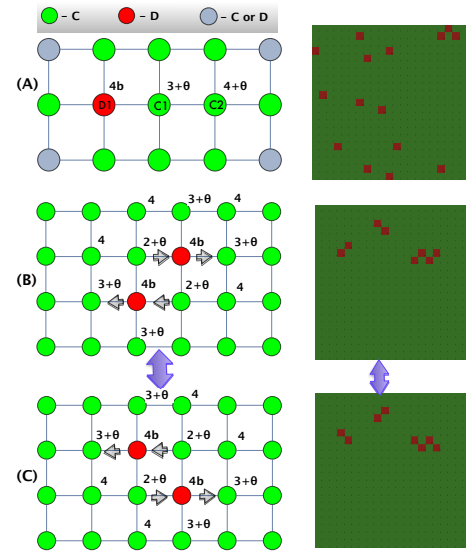 – C – D – C or D
(A) 4b 3+θ 4+θ
D1 C1 C2
4 3+θ 4
4 2+θ 4b 3+θ
(B)
3+θ 4b 2+θ 4
3+θ
3+θ 4
3+θ 4b 2+θ 4
(C)
4 2+θ 4b 3+θ
4 3+θ